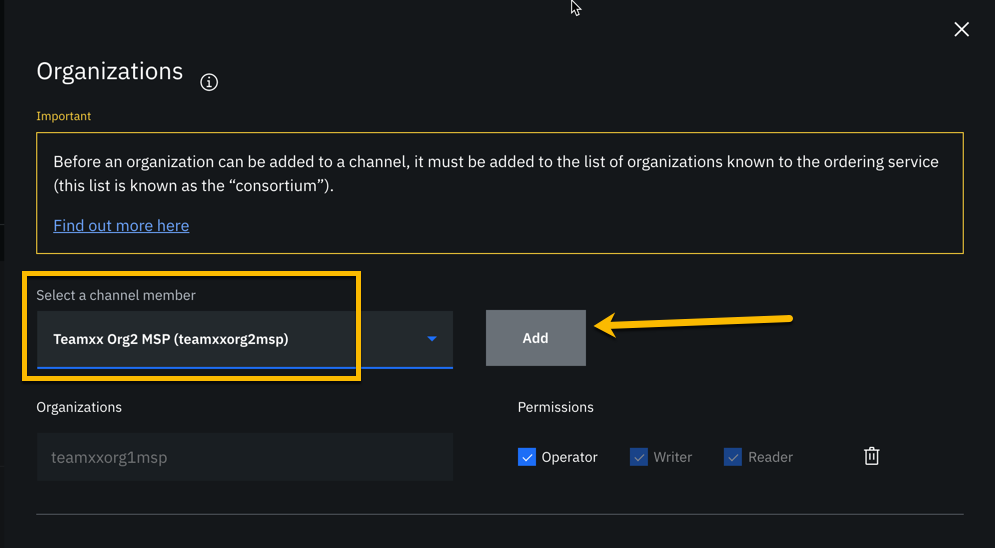 Organizations
Important
Before an organization can be added to a channel, it must be added to the list of organizations known to the ordering service
(this list is known as the “consortium”).
Find out more here
Select a channel member
Teamxx Org2 MSP (teamxxorg2msp)
Add
Organizations
Permissions
teamxxorg1msp
Operator
Writer
Reader